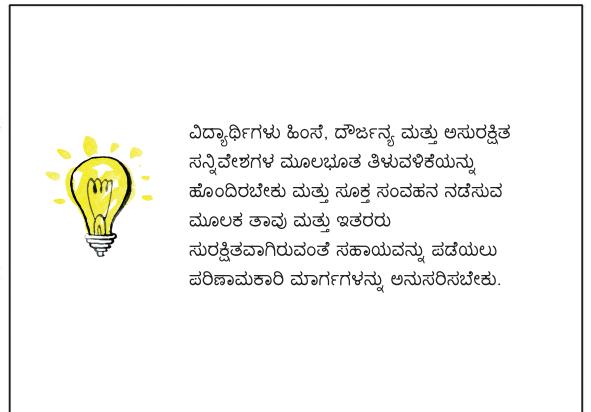 ವಿದ್ಯಾರ್ಥಿಗಳು ಹಿಂಸೆ, ದೌರ್ಜನ್ಯ ಮತ್ತು ಅಸುರಕ್ಷಿತ
ಸನ್ನಿವೇಶಗಳ ಮೂಲಭೂತ ತಿಳುವಳಿಕೆಯನ್ನು
ಹೊಂದಿರಬೇಕು ಮತ್ತು ಸೂಕ್ತ ಸಂವಹನ ನಡೆಸುವ
ಮೂಲಕ ತಾವು ಮತ್ತು ಇತರರು
ಸುರಕ್ಷಿತವಾಗಿರುವಂತೆ ಸಹಾಯವನ್ನು ಪಡೆಯಲು
ಪರಿಣಾಮಕಾರಿ ಮಾರ್ಗಗಳನ್ನು ಅನುಸರಿಸಬೇಕು.